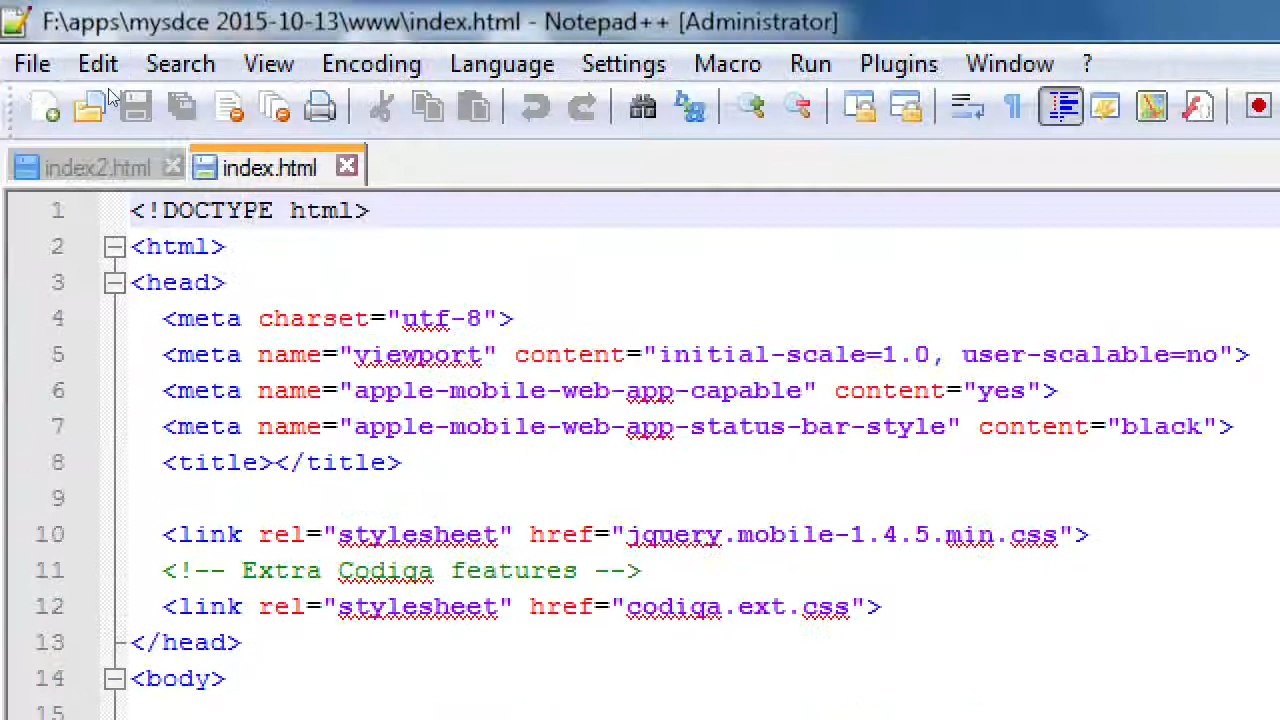 F:\apps\mysdce 2015-10-13\www\index.html - Notepad++ [Administrator]
File Edit Search View Encoding Language Settings Macro Run Plugins Window ?
index2.html index.html
1 <!DOCTYPE html>
2 <html>
3 <head>
4 <meta charset="utf-8">
5 <meta name="viewport" content="initial-scale=1.0, user-scalable=no">
6 <meta name="apple-mobile-web-app-capable" content="yes">
7 <meta name="apple-mobile-web-app-status-bar-style" content="black">
8 <title></title>
9
10 <link rel="stylesheet" href="jquery.mobile-1.4.5.min.css">
11 <!-- Extra Codiqa features -->
12 <link rel="stylesheet" href="codiqa.ext.css">
13 </head>
14 <body>
15